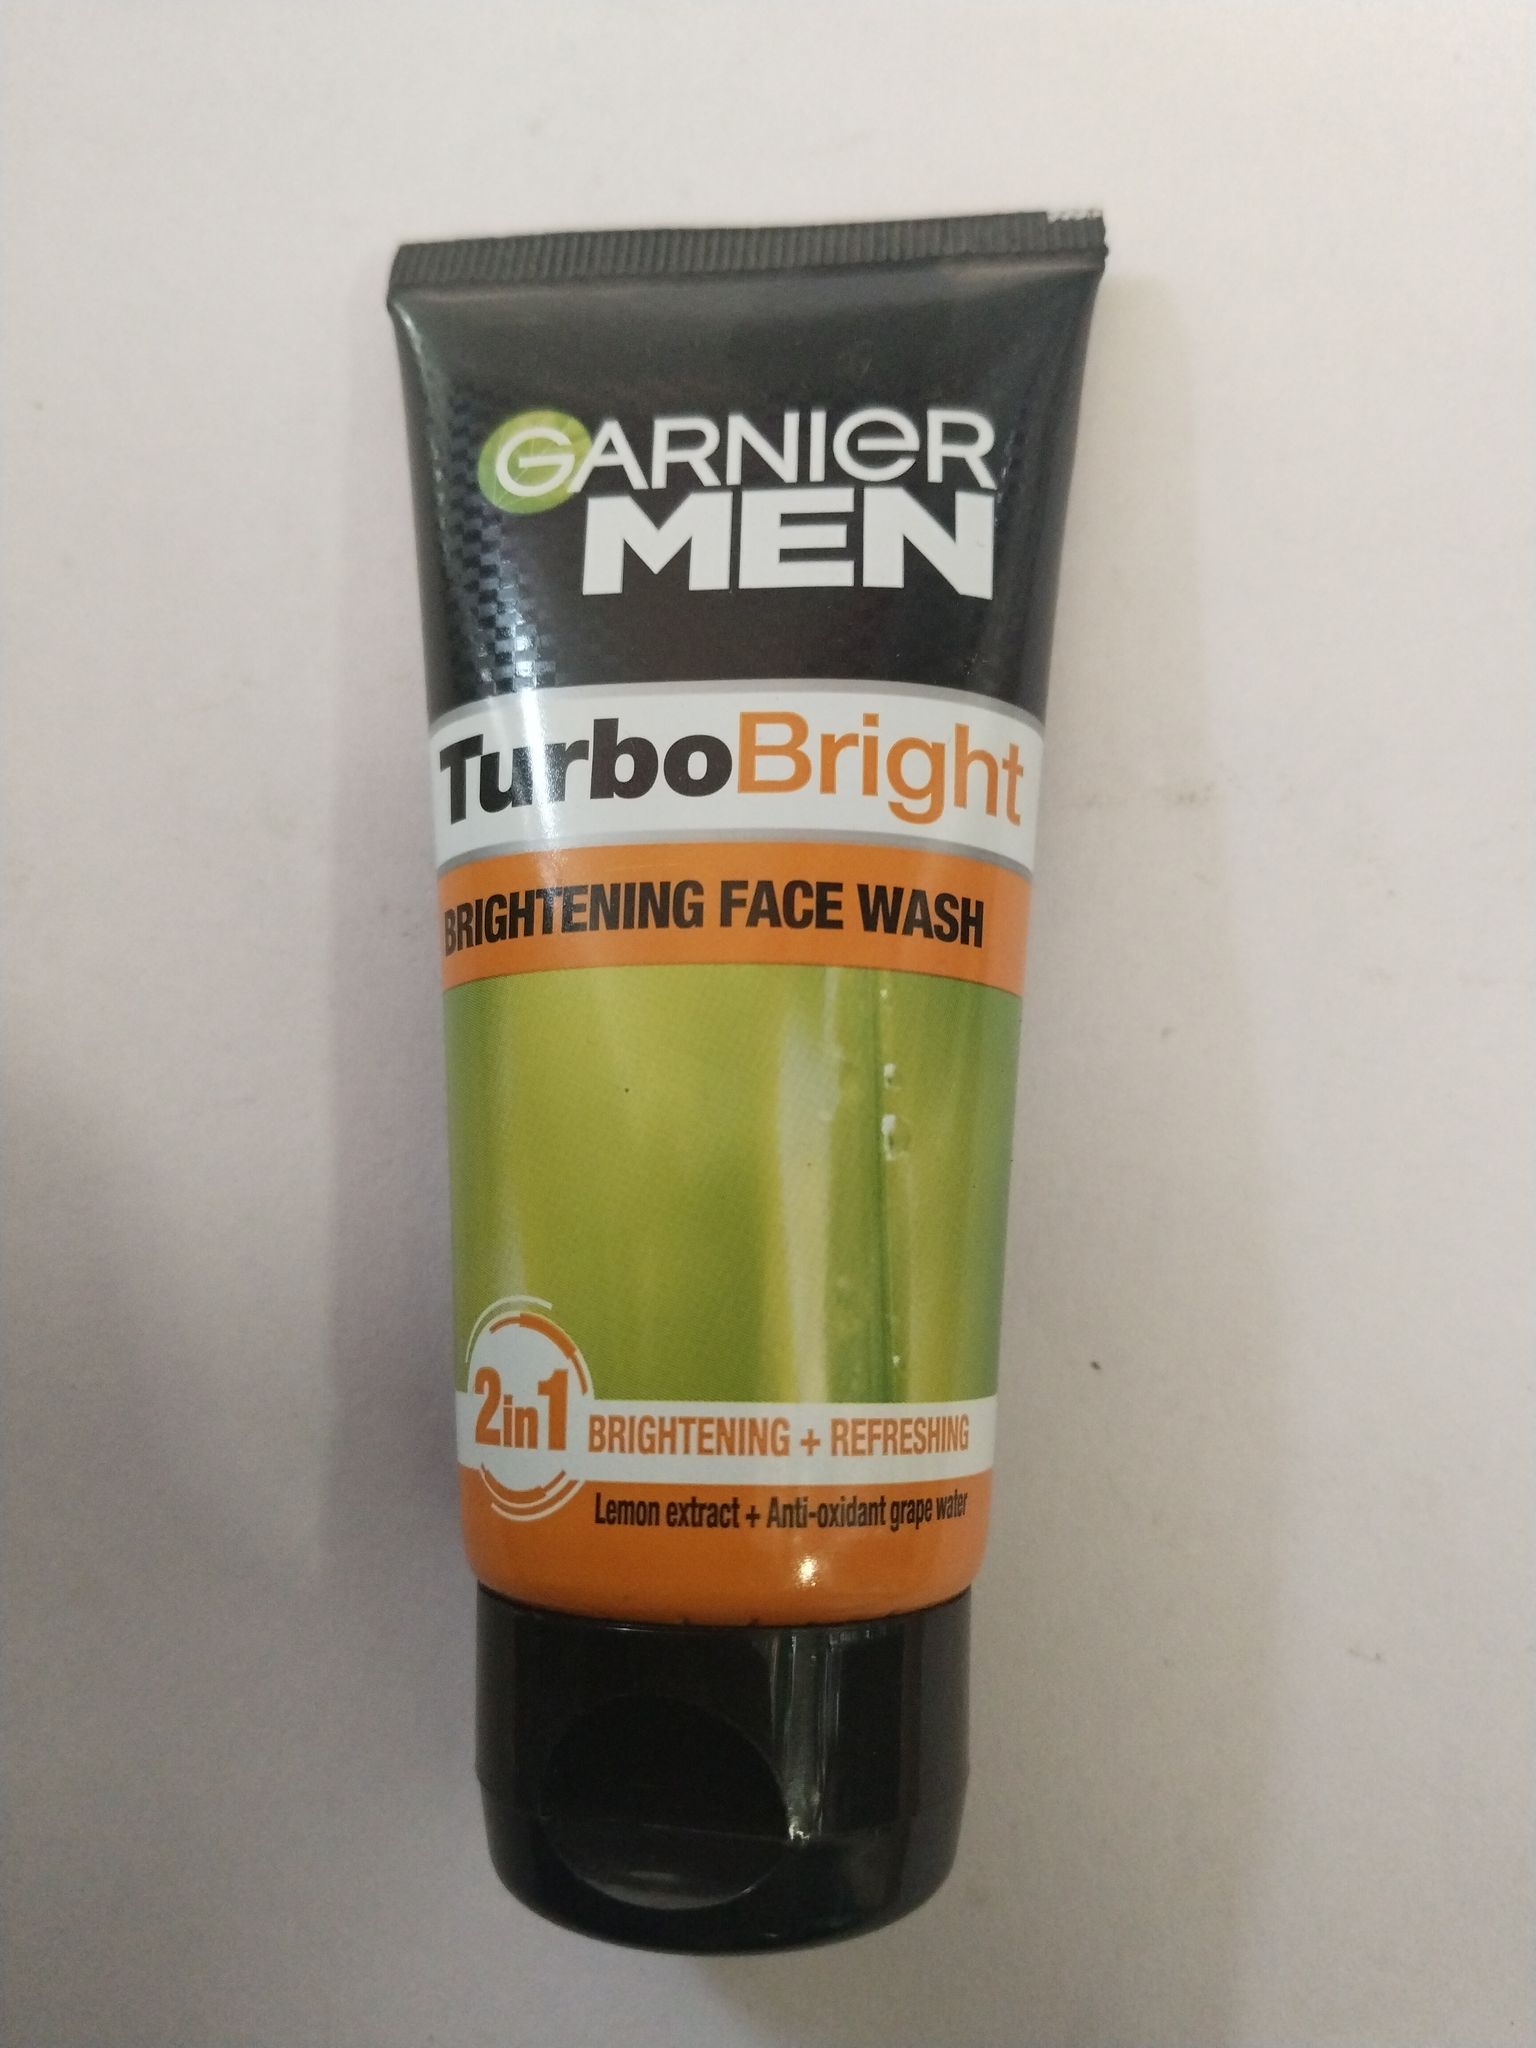 GARNIER
MEN
TurboBright
BRIGHTENING FACE WASH
2in1 BRIGHTENING + REFRESHING
Lemon extract + Anti-oxidant grape water